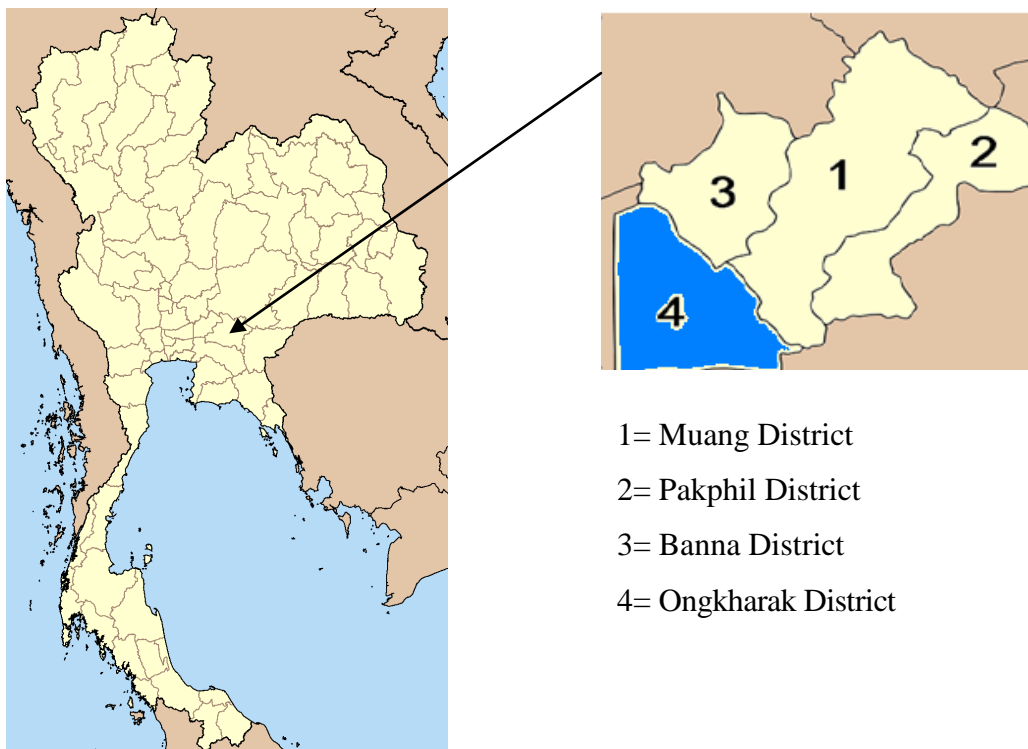 3
1
2
4
1= Muang District
2= Pakphil District
3= Banna District
4= Ongkharak District